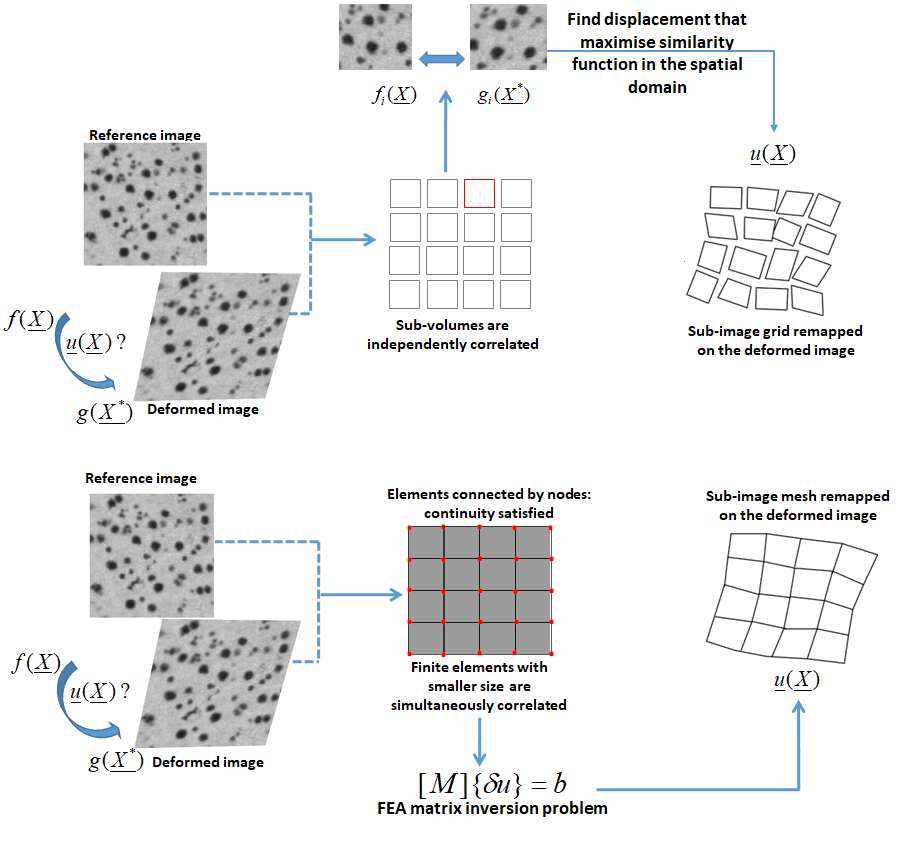 Find displacement that
maximise similarity
function in the spatial
domain
f_i(X)
g_i(X*)
u(X)
Reference image
f(X)
u(X) ?
g(X*)
Deformed image
Sub-volumes are
independently correlated
Sub-image grid remapped
on the deformed image
Reference image
f(X)
u(X) ?
g(X*)
Deformed image
Elements connected by nodes:
continuity satisfied
Finite elements with
smaller size are
simultaneously correlated
[M]{δu} = b
FEA matrix inversion problem
Sub-image mesh remapped
on the deformed image
u(X)